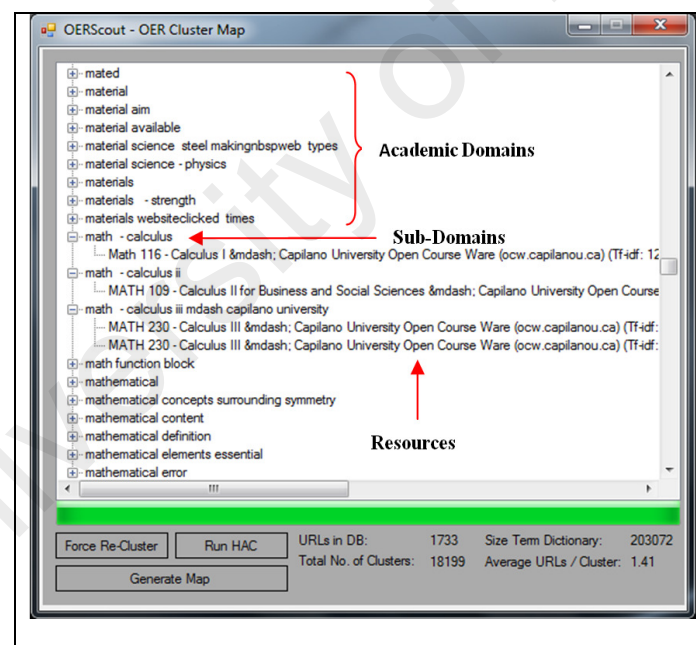 OERScout - OER Cluster Map
mated
material
material aim
material available
material science steel makingnbspweb types
material science - physics
materials
materials - strength
materials websiteclicked times
Academic Domains
math - calculus
Sub-Domains
Math 116 - Calculus I &mdash; Capilano University Open Course Ware (ocw.capilanou.ca) (Tf-idf: 12
math - calculus ii
MATH 109 - Calculus II for Business and Social Sciences &mdash; Capilano University Open Course
math - calculus iii mdash capilano university
MATH 230 - Calculus III &mdash; Capilano University Open Course Ware (ocw.capilanou.ca) (Tf-idf:
MATH 230 - Calculus III &mdash; Capilano University Open Course Ware (ocw.capilanou.ca) (Tf-idf:
math function block
mathematical
mathematical concepts surrounding symmetry
mathematical content
mathematical definition
mathematical elements essential
mathematical error
Resources
Force Re-Cluster Run HAC URLs in DB: 1733 Size Term Dictionary: 203072
Generate Map Total No. of Clusters: 18199 Average URLs / Cluster: 1.41